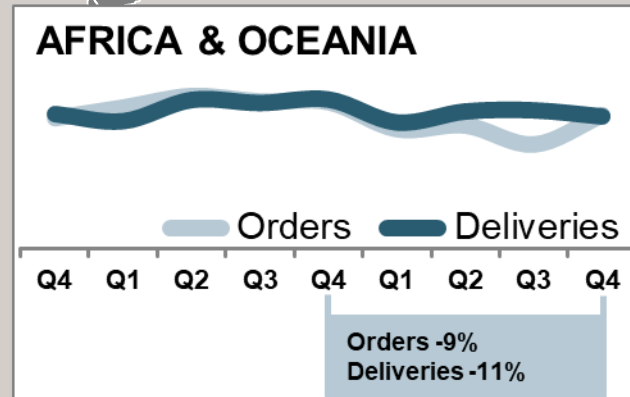 AFRICA & OCEANIA
Orders Deliveries
Q4 Q1 Q2 Q3 Q4 Q1 Q2 Q3 Q4
Orders -9%
Deliveries -11%